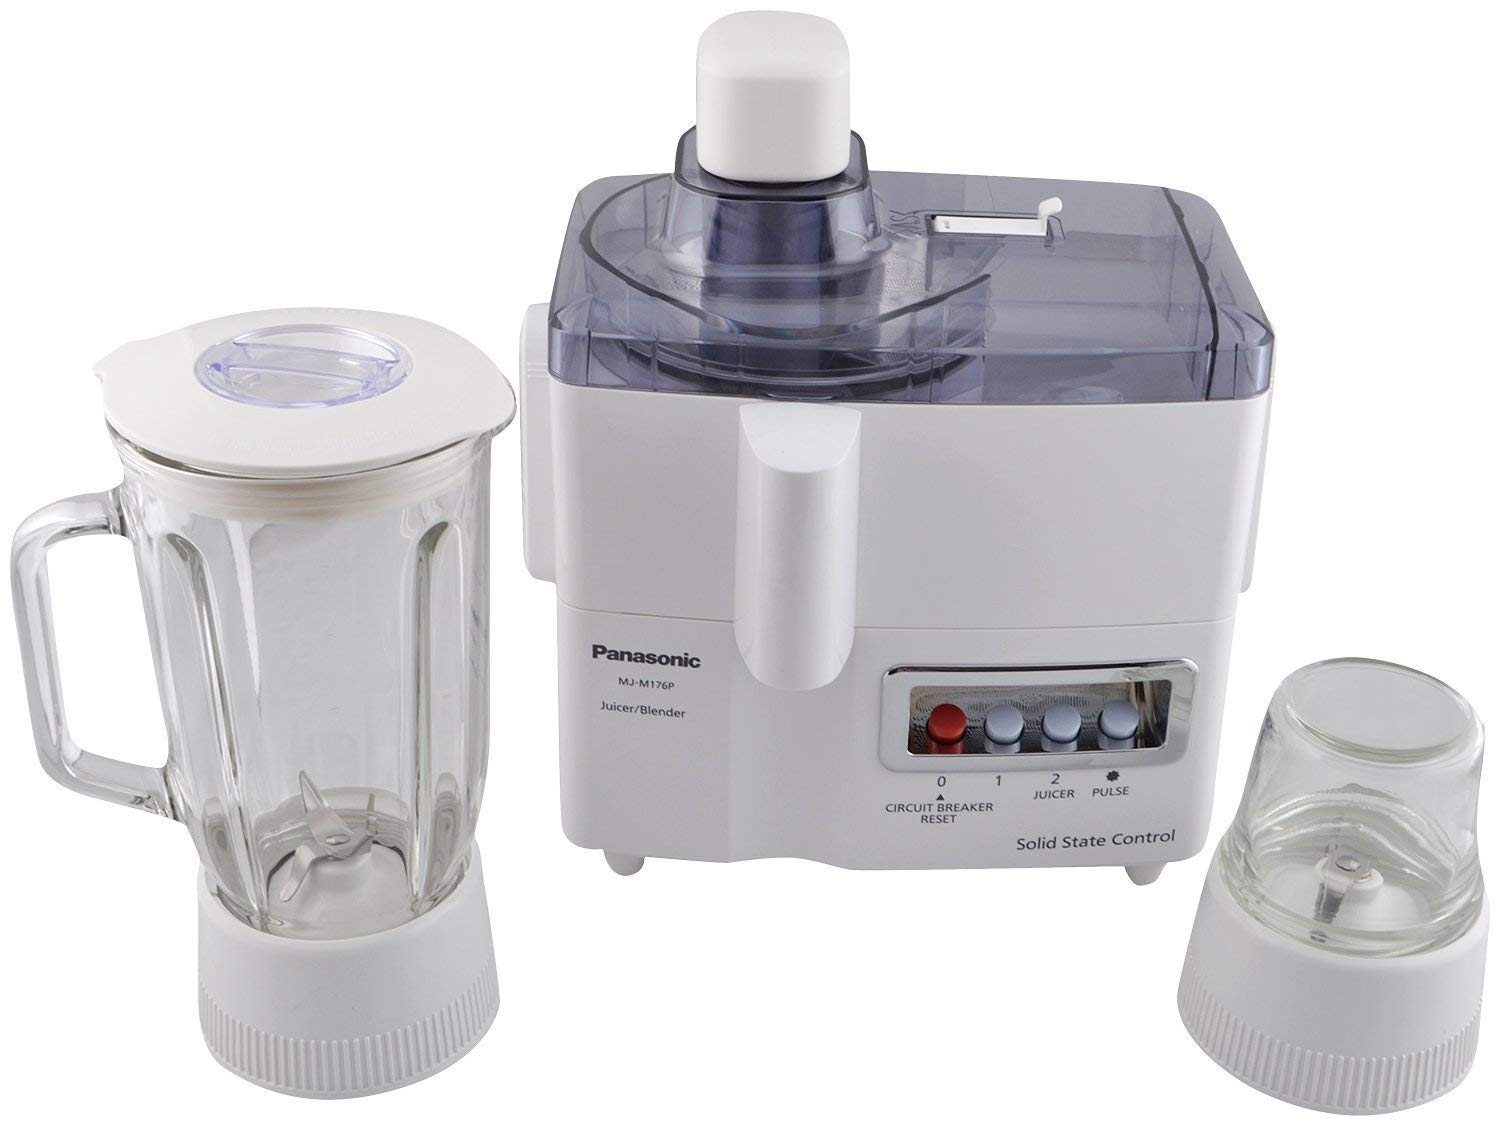 Panasonic
MJ-M176P
Juicer/Blender
0 1 2
JUICER PULSE
CIRCUIT BREAKER
RESET
Solid State Control